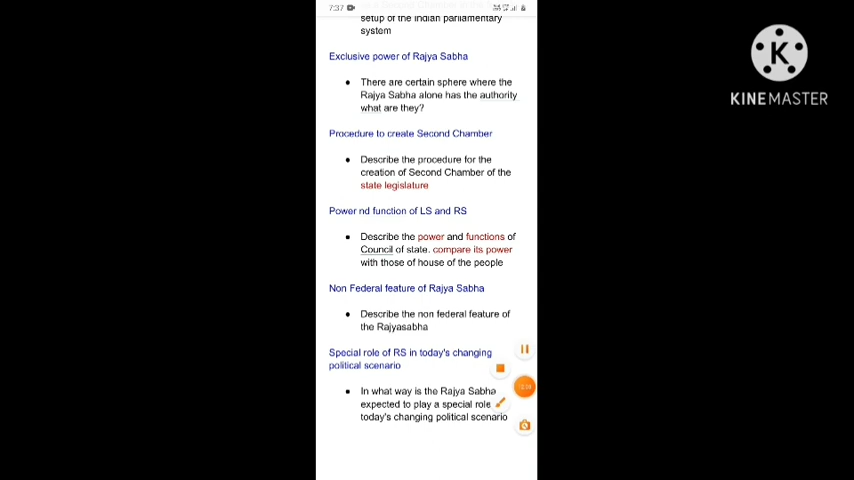 7:37
setup of the Indian parliamentary
system
Exclusive power of Rajya Sabha
● There are certain sphere where the
Rajya Sabha alone has the authority
what are they?
Procedure to create Second Chamber
● Describe the procedure for the
creation of Second Chamber of the
state legislature
Power nd function of LS and RS
● Describe the power and functions of
Council of state. compare its power
with those of house of the people
Non Federal feature of Rajya Sabha
● Describe the non federal feature of
the Rajyasabha
Special role of RS in today's changing
political scenario
● In what way is the Rajya Sabha
expected to play a special role
today's changing political scenario
K
KINEMASTER